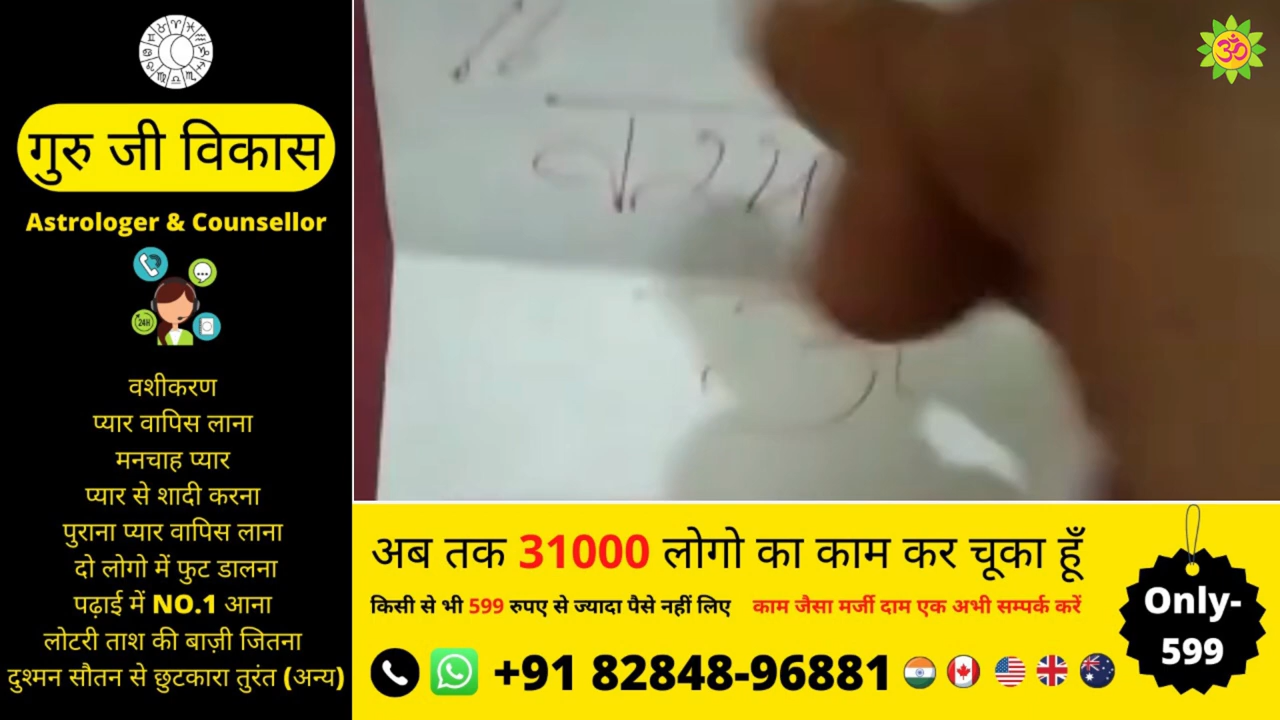 ॐ
गुरु जी विकास
Astrologer & Counsellor
24H
वशीकरण
प्यार वापिस लाना
मनचाह प्यार
प्यार से शादी करना
पुराना प्यार वापिस लाना
दो लोगो में फुट डालना
पढ़ाई में NO.1 आना
लोटरी ताश की बाज़ी जितना
दुश्मन सौतन से छुटकारा तुरंत (अन्य)
अब तक 31000 लोगो का काम कर चूका हूँ
किसी से भी 599 रुपए से ज्यादा पैसे नहीं लिए काम जैसा मर्जी दाम एक अभी सम्पर्क करें
+91 82848-96881
Only-
599